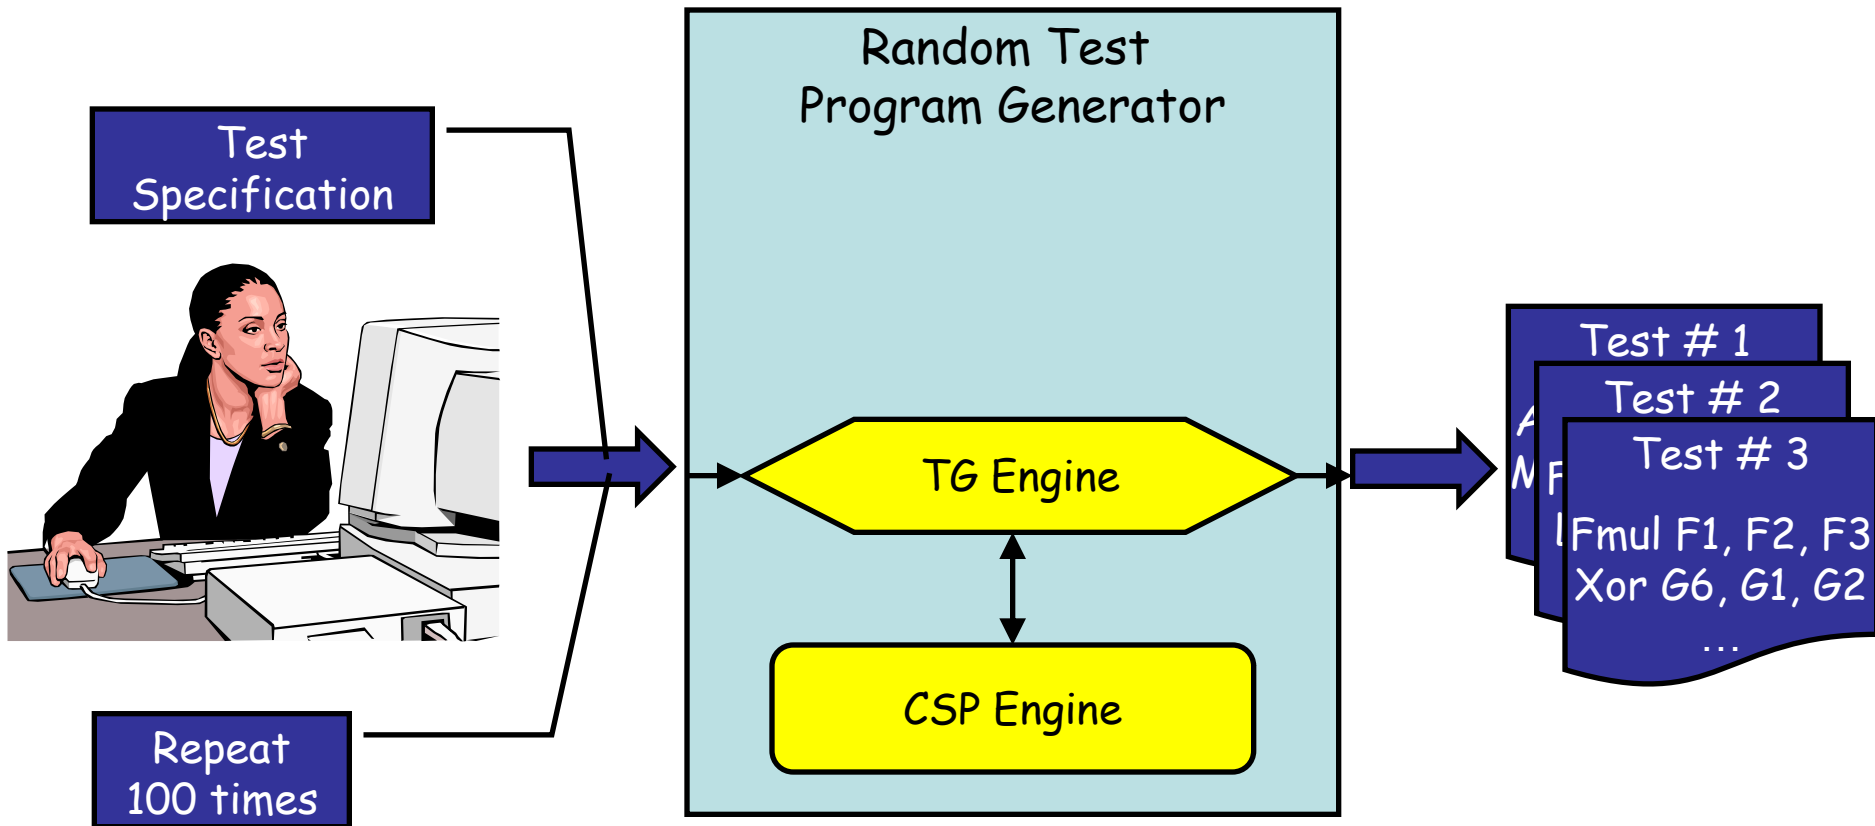 Random Test
Program Generator
Test
Specification
Repeat
100 times
TG Engine
CSP Engine
Test # 1
Test # 2
Test # 3
Fmul F1, F2, F3
Xor G6, G1, G2
...